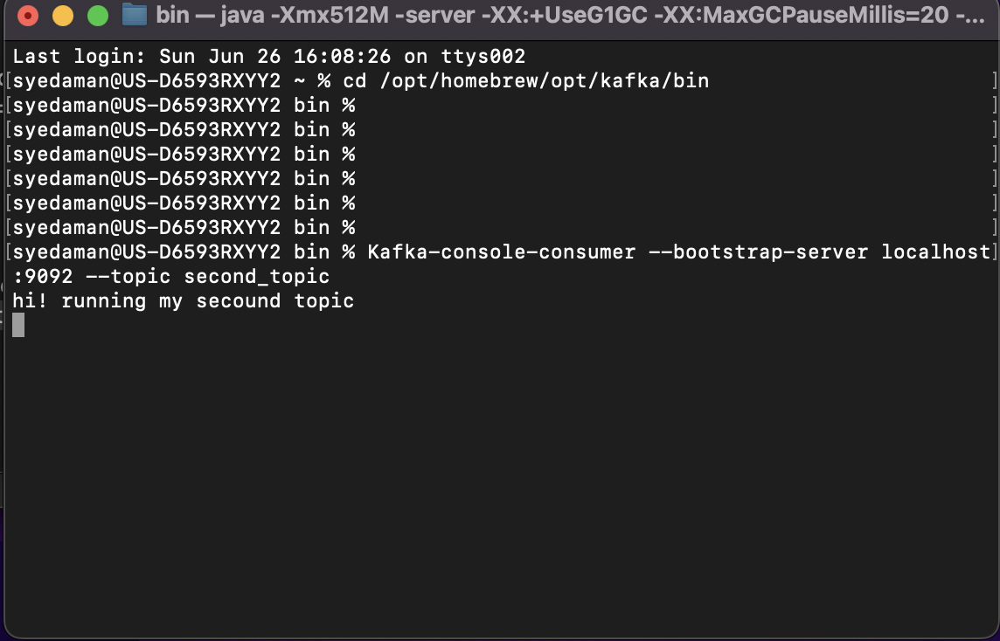 bin — java -Xmx512M -server -XX:+UseG1GC -XX:MaxGCPauseMillis=20 -...
Last login: Sun Jun 26 16:08:26 on ttys002
[syedaman@US-D6593RXYY2 ~ % cd /opt/homebrew/opt/kafka/bin ]
[syedaman@US-D6593RXYY2 bin % ]
[syedaman@US-D6593RXYY2 bin % ]
[syedaman@US-D6593RXYY2 bin % ]
[syedaman@US-D6593RXYY2 bin % ]
[syedaman@US-D6593RXYY2 bin % ]
[syedaman@US-D6593RXYY2 bin % ]
[syedaman@US-D6593RXYY2 bin % Kafka-console-consumer --bootstrap-server localhost]
:9092 --topic second_topic
hi! running my secound topic